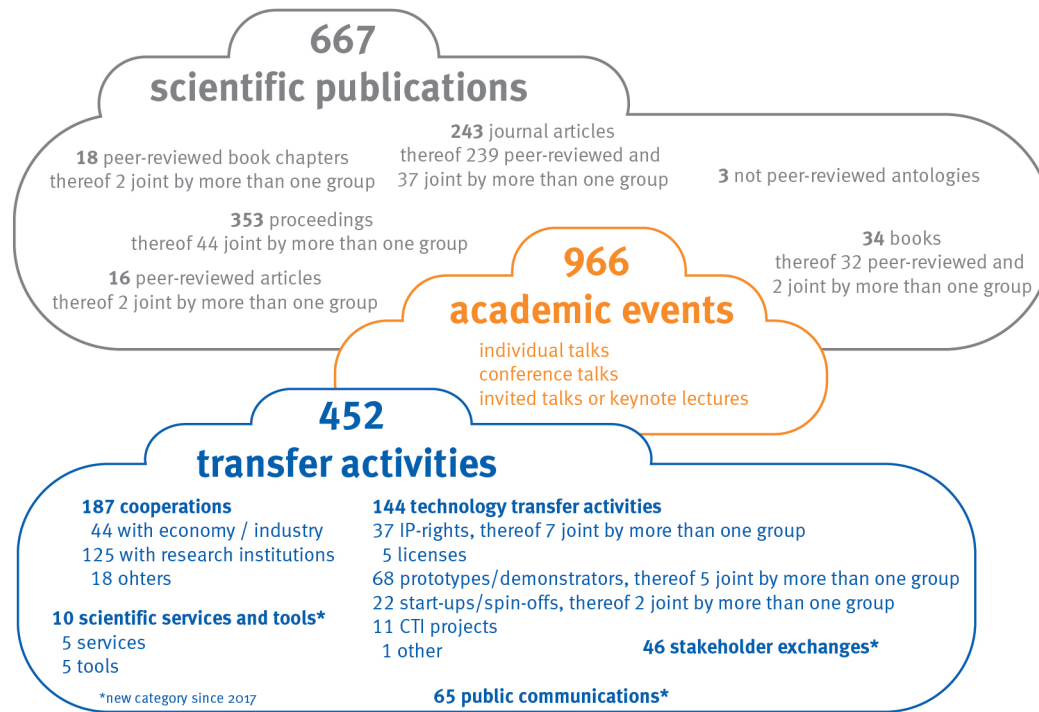 667
scientific publications
243 journal articles
thereof 239 peer-reviewed and
37 joint by more than one group
18 peer-reviewed book chapters
thereof 2 joint by more than one group
3 not peer-reviewed antologies
353 proceedings
thereof 44 joint by more than one group
34 books
thereof 32 peer-reviewed and
2 joint by more than one group
16 peer-reviewed articles
thereof 2 joint by more than one group
966
academic events
individual talks
conference talks
invited talks or keynote lectures
452
transfer activities
187 cooperations
44 with economy / industry
125 with research institutions
18 ohters
10 scientific services and tools*
5 services
5 tools
*new category since 2017
144 technology transfer activities
37 IP-rights, thereof 7 joint by more than one group
5 licenses
68 prototypes/demonstrators, thereof 5 joint by more than one group
22 start-ups/spin-offs, thereof 2 joint by more than one group
11 CTI projects
1 other
46 stakeholder exchanges*
65 public communications*